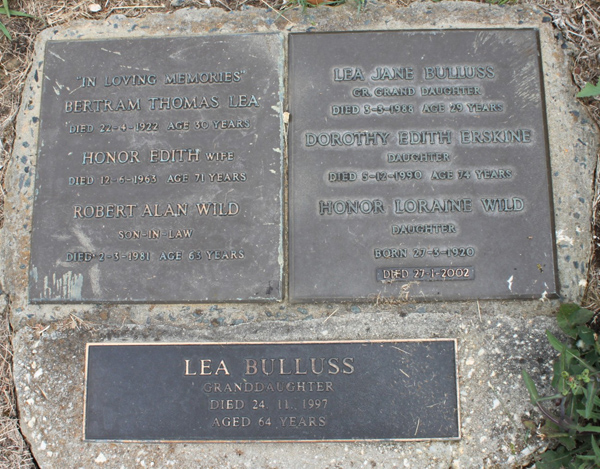 "IN LOVING MEMORIES"
BERTRAM THOMAS LEA
DIED 22-4-1922 AGE 30 YEARS
HONOR EDITH WIFE
DIED 12-6-1963 AGE 71 YEARS
ROBERT ALAN WILD
SON-IN-LAW
DIED 2-3-1981 AGE 63 YEARS
LEA JANE BULLUSS
GR. GRAND DAUGHTER
DIED 3-5-1988 AGE 29 YEARS
DOROTHY EDITH ERSKINE
DAUGHTER
DIED 5-12-1990 AGE 74 YEARS
HONOR LORAINE WILD
DAUGHTER
BORN 27-5-1920
DIED 27-1-2002
LEA BULLUSS
GRANDDAUGHTER
DIED 24. 11. 1997
AGED 64 YEARS